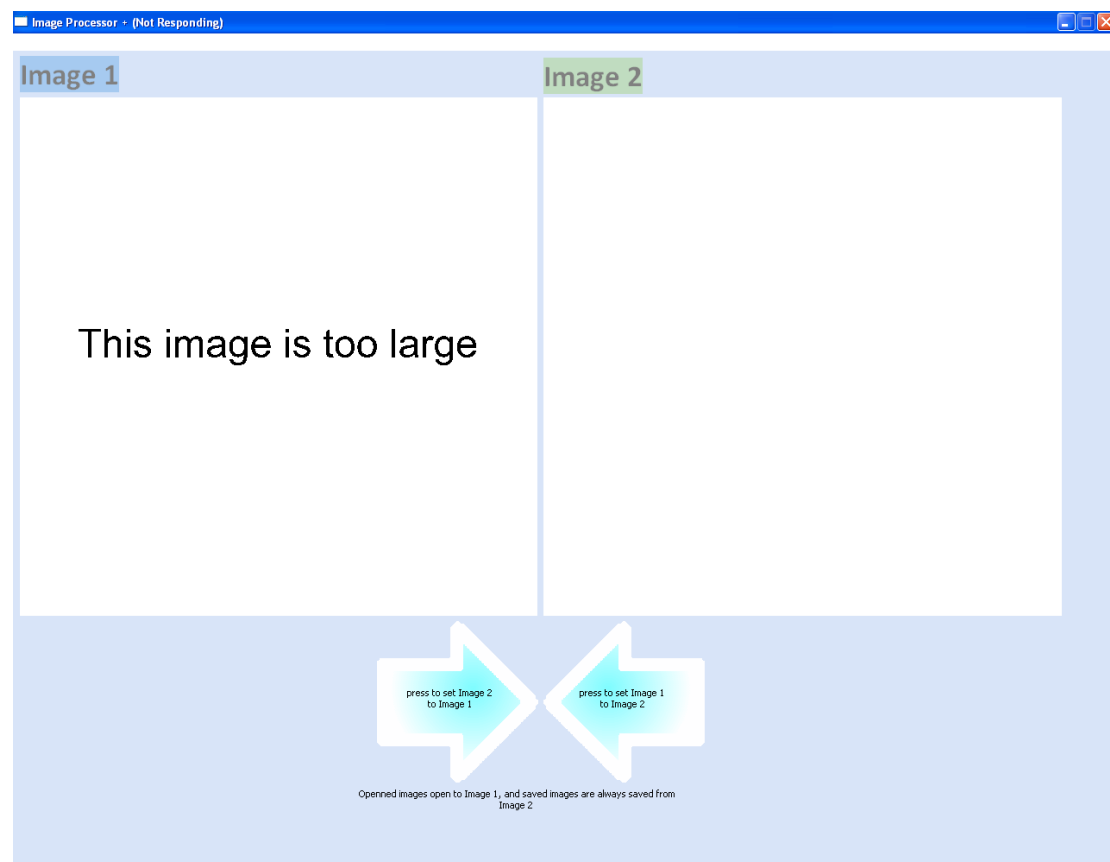 Image Processor + (Not Responding)
Image 1
Image 2
This image is too large
press to set Image 2
to Image 1
press to set Image 1
to Image 2
Openned images open to Image 1, and saved images are always saved from
Image 2